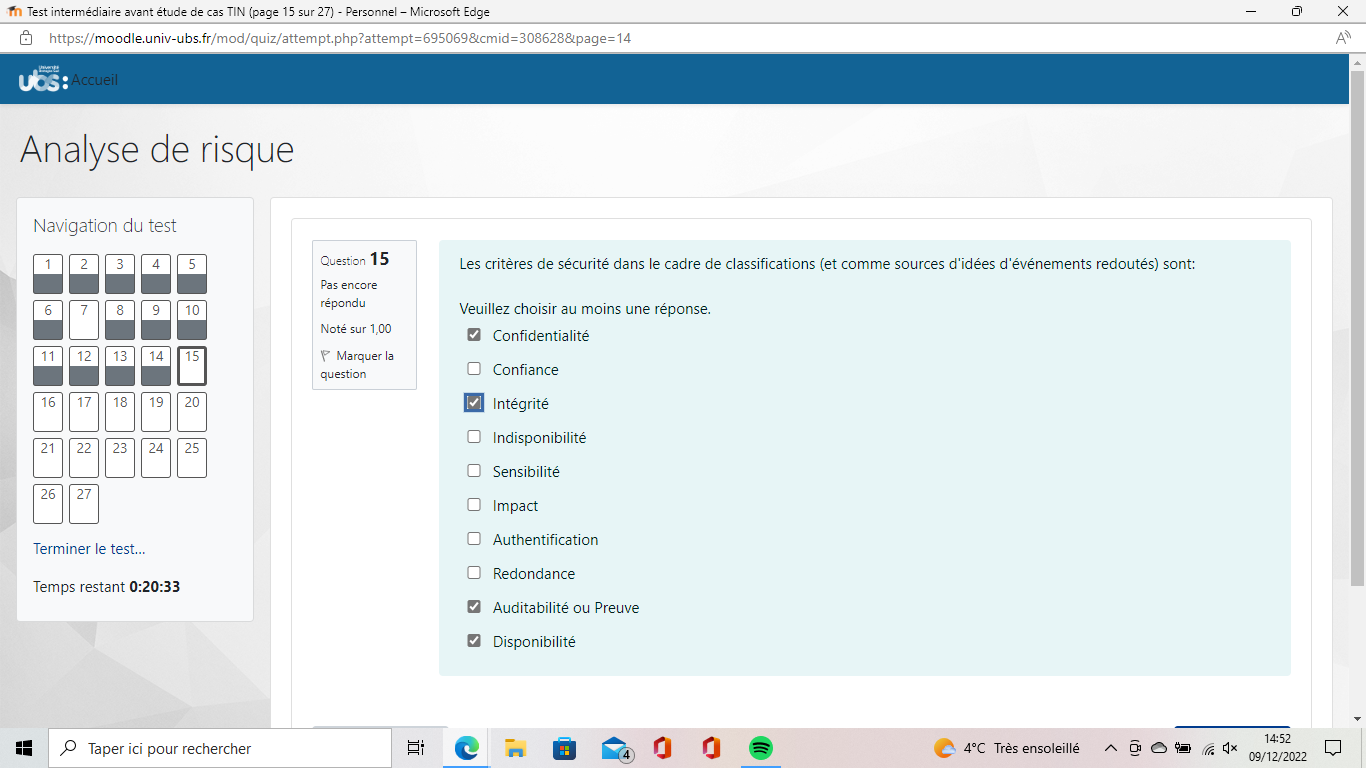 Test intermédiaire avant étude de cas TIN (page 15 sur 27) - Personnel – Microsoft Edge
https://moodle.univ-ubs.fr/mod/quiz/attempt.php?attempt=695069&cmid=308628&page=14
ubs: Accueil
Analyse de risque
Navigation du test
1 2 3 4 5
6 7 8 9 10
11 12 13 14 15
16 17 18 19 20
21 22 23 24 25
26 27
Terminer le test...
Temps restant 0:20:33
Question 15
Pas encore
répondu
Noté sur 1,00
Marquer la
question
Les critères de sécurité dans le cadre de classifications (et comme sources d'idées d'événements redoutés) sont:
Veuillez choisir au moins une réponse.
Confidentialité
Confiance
Intégrité
Indisponibilité
Sensibilité
Impact
Authentification
Redondance
Auditabilité ou Preuve
Disponibilité
Taper ici pour rechercher
4
4°C Très ensoleillé
14:52
09/12/2022